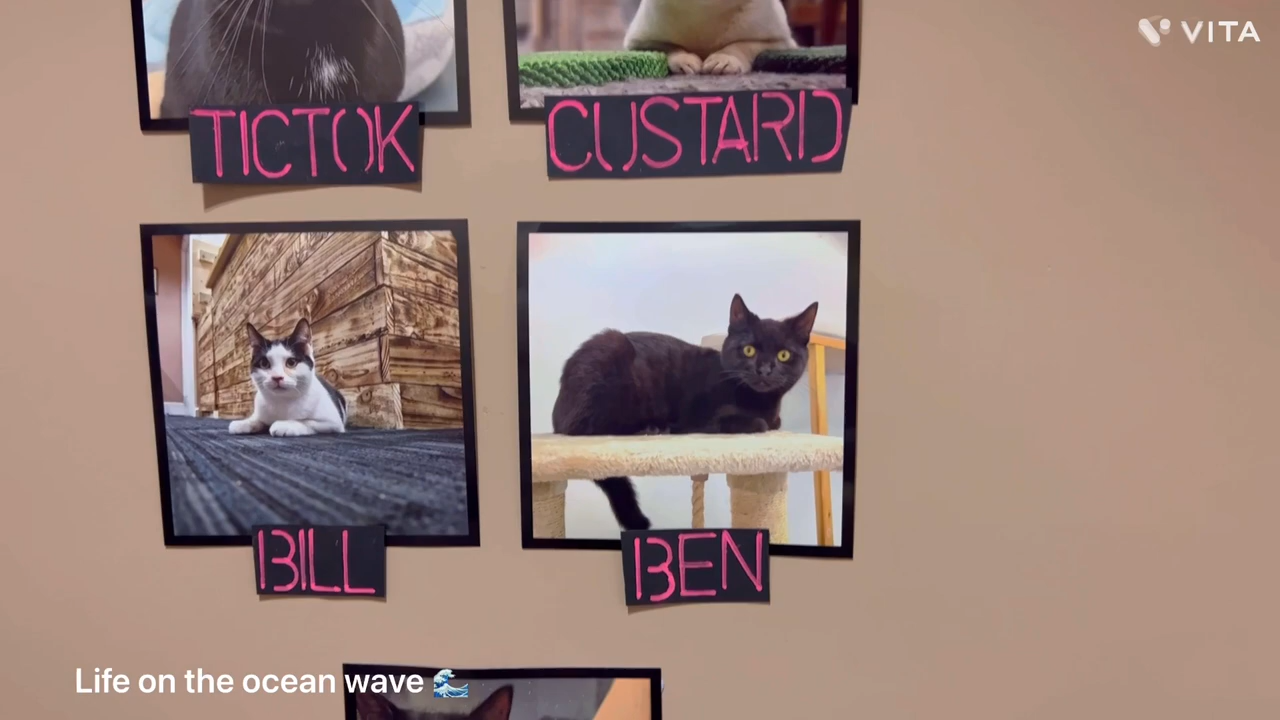 VITA
TICTOK
CUSTARD
BILL
BEN
Life on the ocean wave 🌊